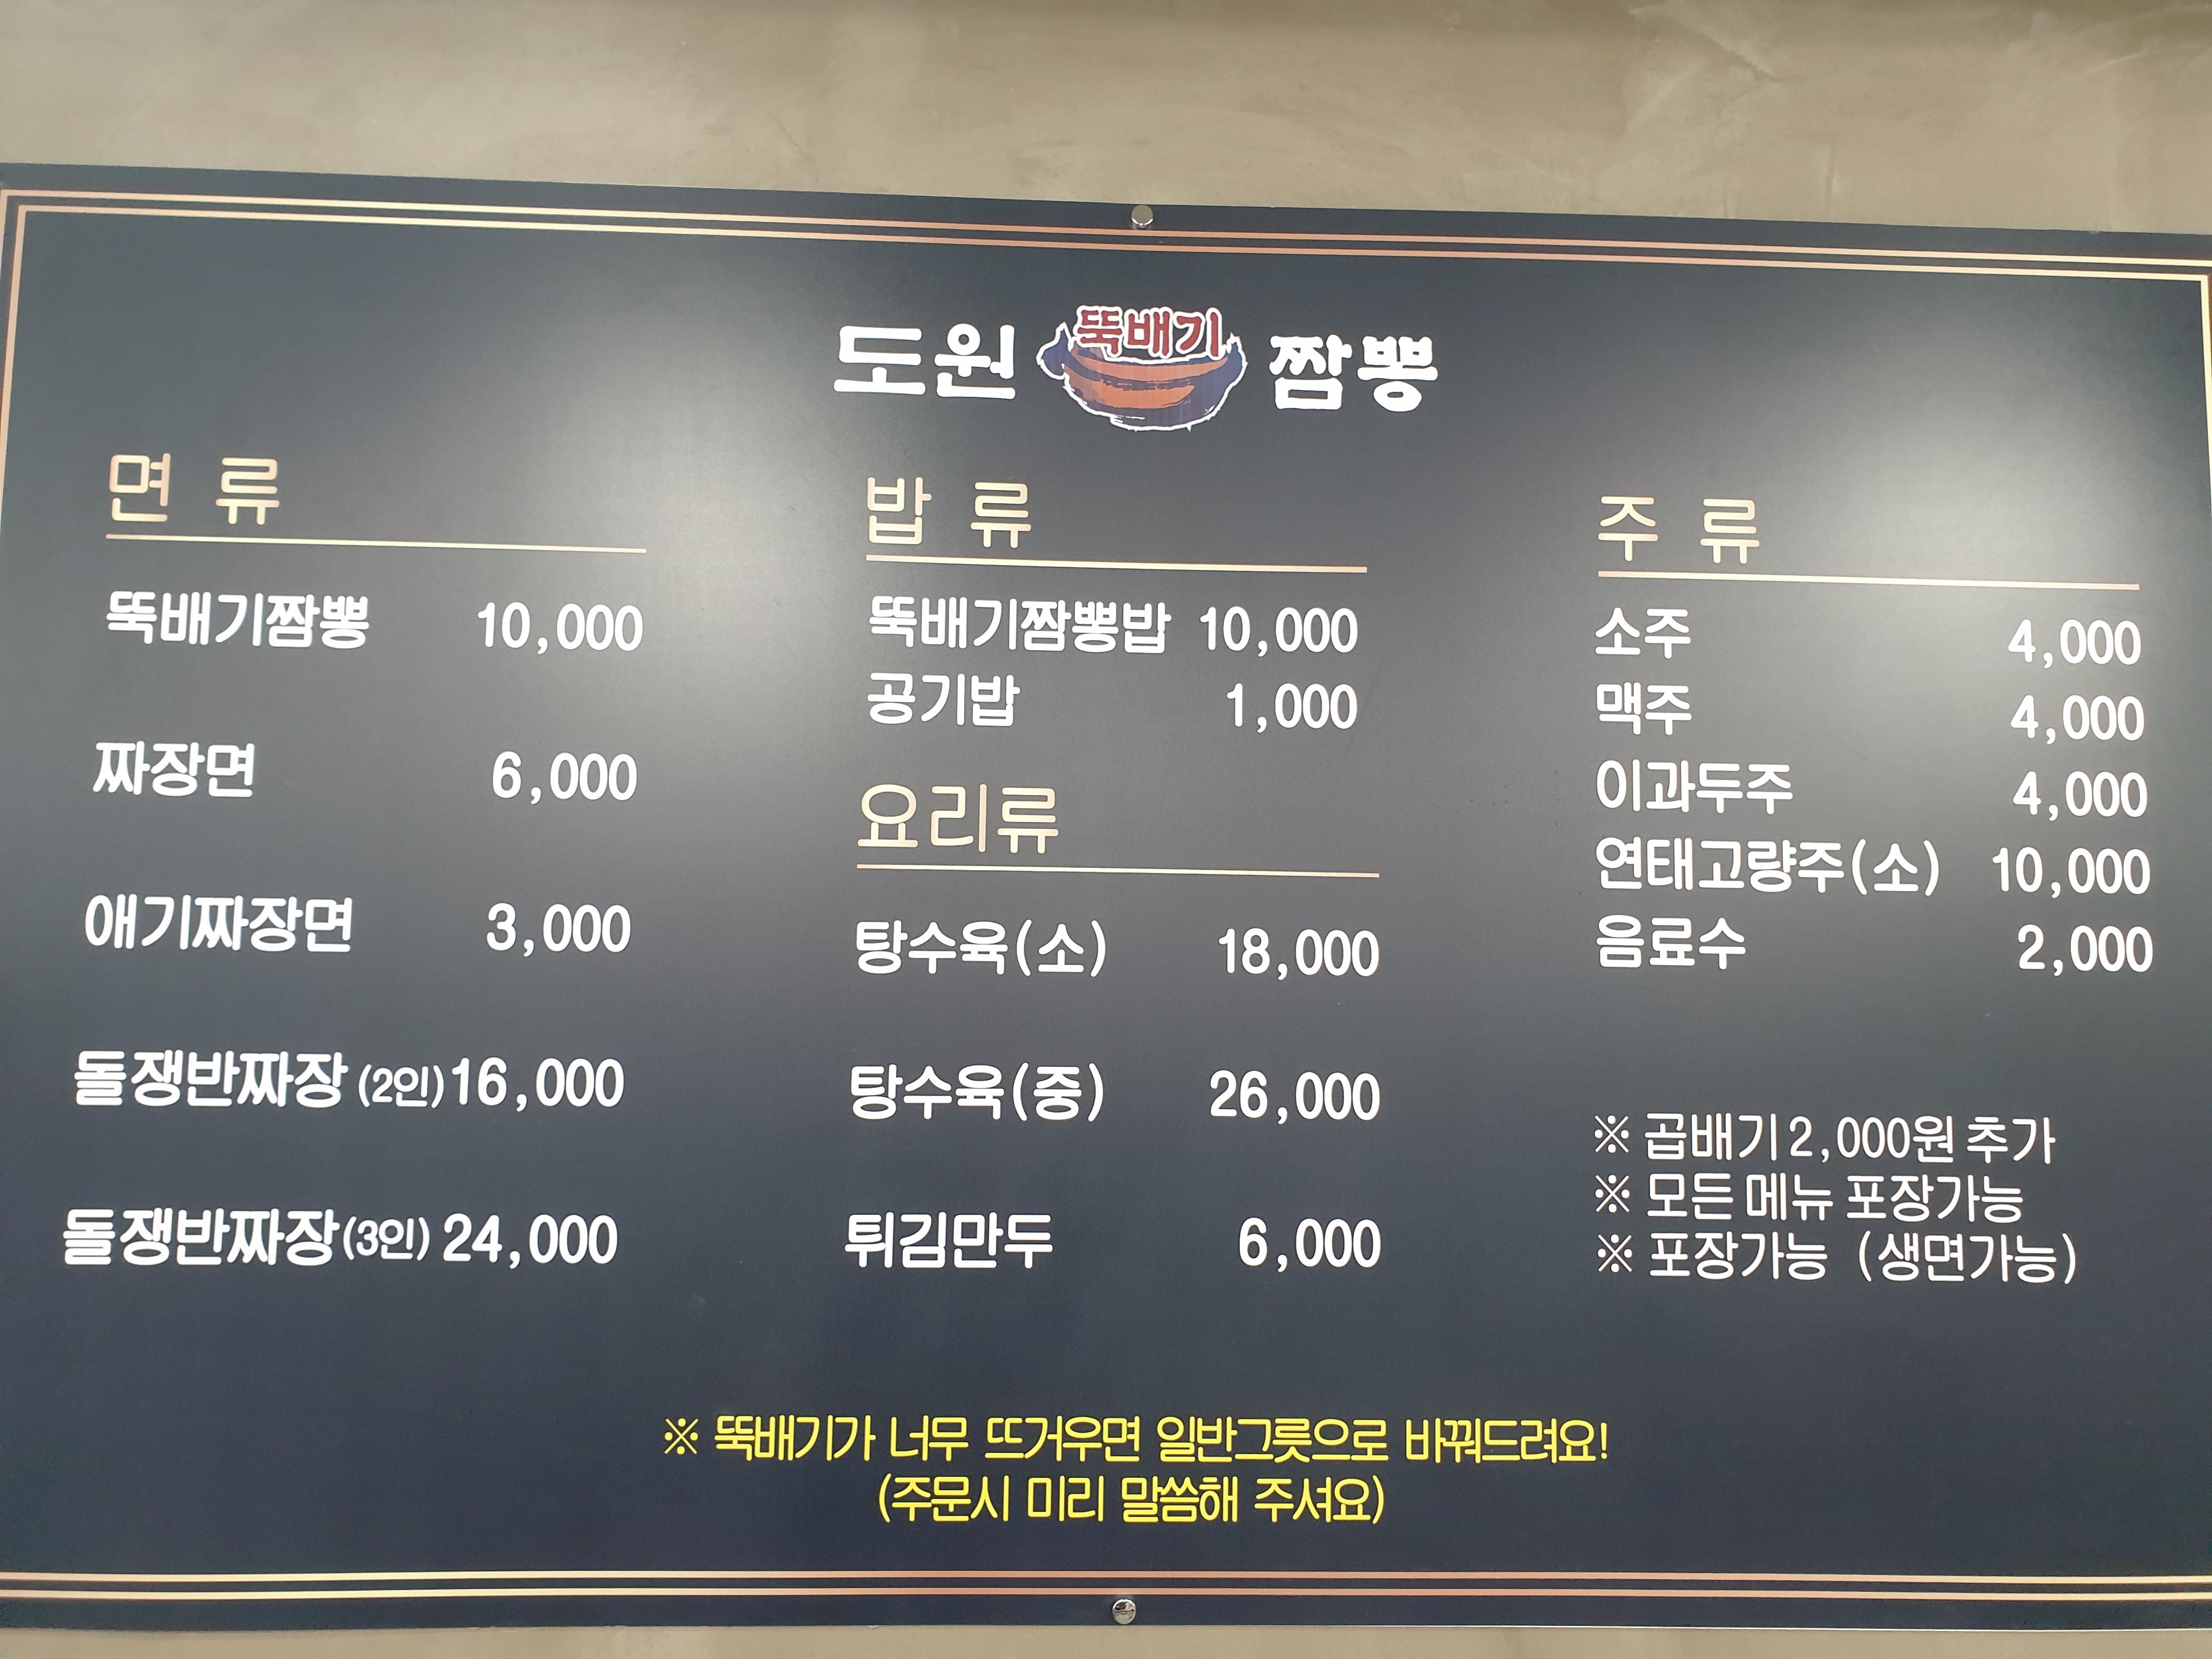 도원 뚝배기 짬뽕
면 류
뚝배기짬뽕 10,000
짜장면 6,000
애기짜장면 3,000
돌쟁반짜장 (2인) 16,000
돌쟁반짜장(3인) 24,000
밥 류
뚝배기짬뽕밥 10,000
공기밥 1,000
요리류
탕수육(소) 18,000
탕수육(중) 26,000
튀김만두 6,000
주 류
소주 4,000
맥주 4,000
이과두주 4,000
연태고량주(소) 10,000
음료수 2,000
※ 곱배기 2,000원 추가
※ 모든 메뉴 포장가능
※ 포장가능 (생면가능)
※ 뚝배기가 너무 뜨거우면 일반그릇으로 바꿔드려요!
(주문시 미리 말씀해 주셔요)